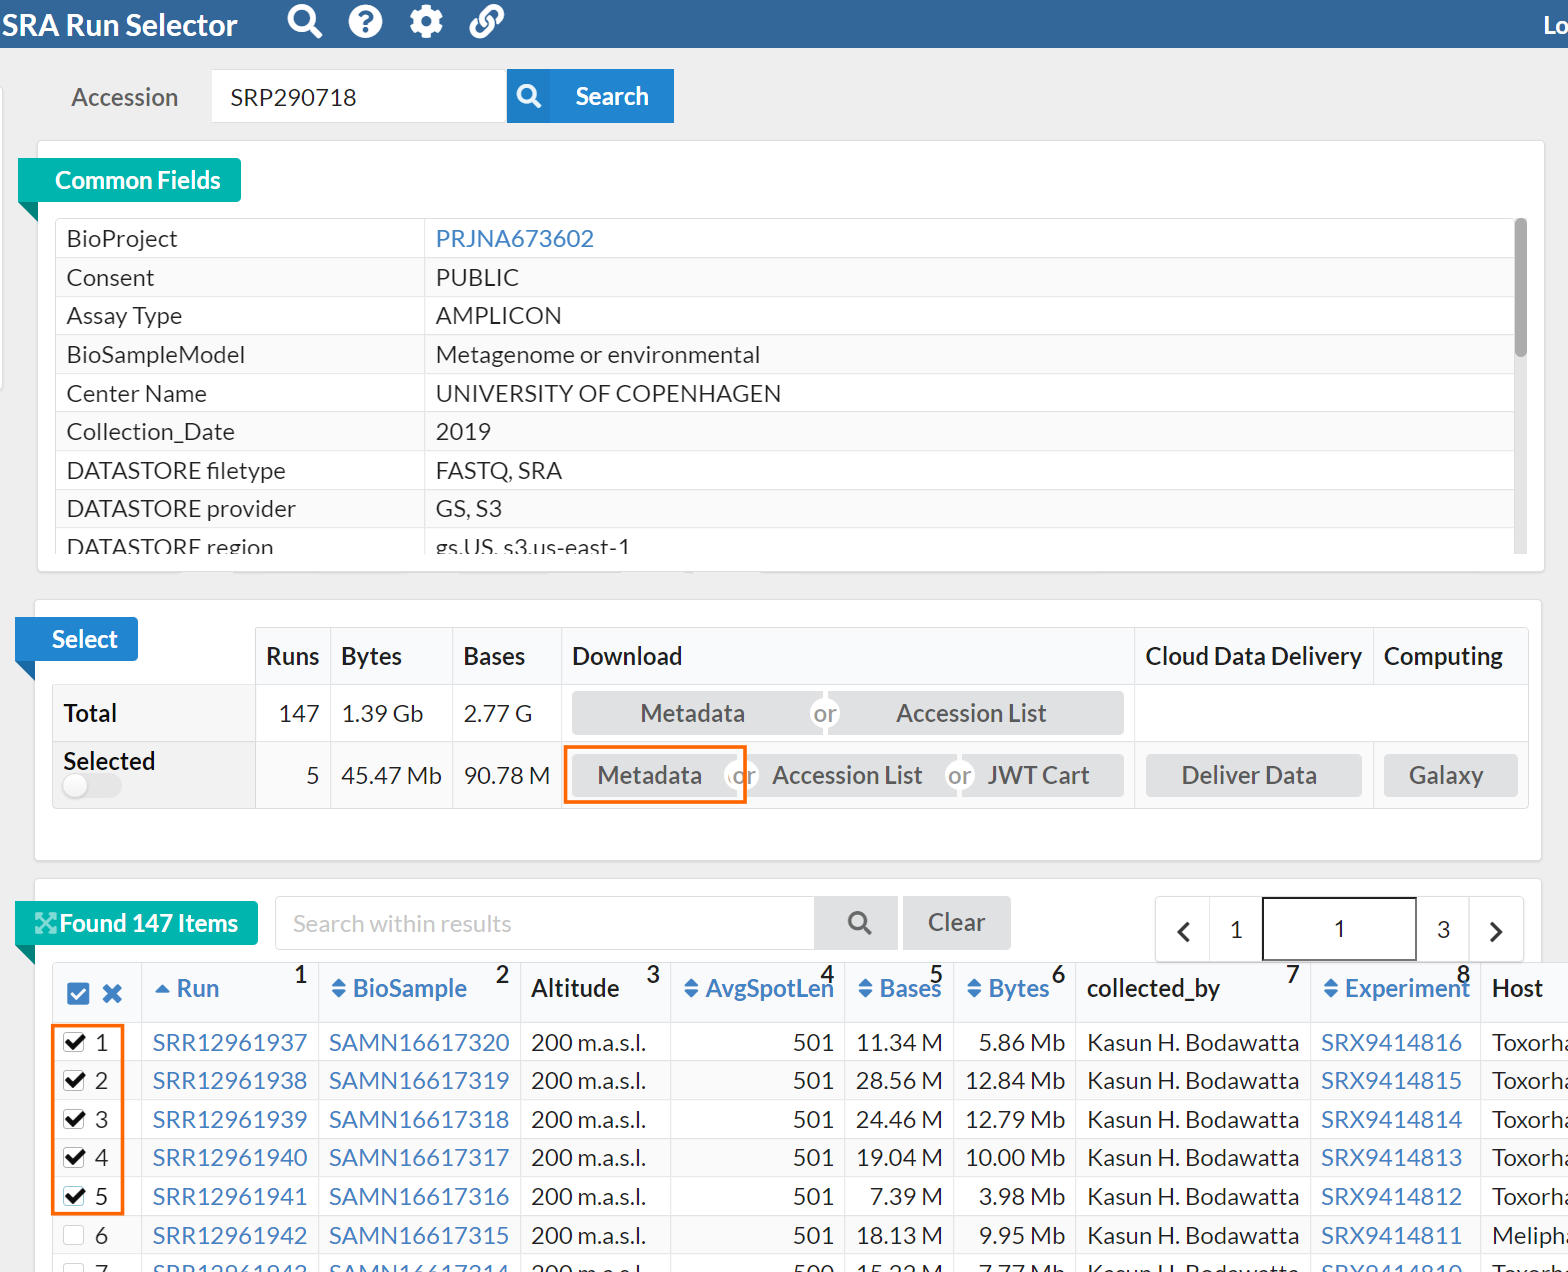 SRA Run Selector Lo
Accession SRP290718 Search
Common Fields
BioProject PRJNA673602
Consent PUBLIC
Assay Type AMPLICON
BioSampleModel Metagenome or environmental
Center Name UNIVERSITY OF COPENHAGEN
Collection_Date 2019
DATASTORE filetype FASTQ, SRA
DATASTORE provider GS, S3
DATASTORE region gs.US, s3.us-east-1
Select
Runs Bytes Bases Download Cloud Data Delivery Computing
Total 147 1.39 Gb 2.77 G Metadata or Accession List
Selected 5 45.47 Mb 90.78 M Metadata or Accession List or JWT Cart Deliver Data Galaxy
Found 147 Items Search within results Clear 1 1 3
Run 1 BioSample 2 Altitude 3 AvgSpotLen 4 Bases 5 Bytes 6 collected_by 7 Experiment 8 Host
1 SRR12961937 SAMN16617320 200 m.a.s.l. 501 11.34 M 5.86 Mb Kasun H. Bodawatta SRX9414816 Toxorha
2 SRR12961938 SAMN16617319 200 m.a.s.l. 501 28.56 M 12.84 Mb Kasun H. Bodawatta SRX9414815 Toxorha
3 SRR12961939 SAMN16617318 200 m.a.s.l. 501 24.46 M 12.79 Mb Kasun H. Bodawatta SRX9414814 Toxorha
4 SRR12961940 SAMN16617317 200 m.a.s.l. 501 19.04 M 10.00 Mb Kasun H. Bodawatta SRX9414813 Toxorha
5 SRR12961941 SAMN16617316 200 m.a.s.l. 501 7.39 M 3.98 Mb Kasun H. Bodawatta SRX9414812 Toxorha
6 SRR12961942 SAMN16617315 200 m.a.s.l. 501 18.13 M 9.95 Mb Kasun H. Bodawatta SRX9414811 Meliph